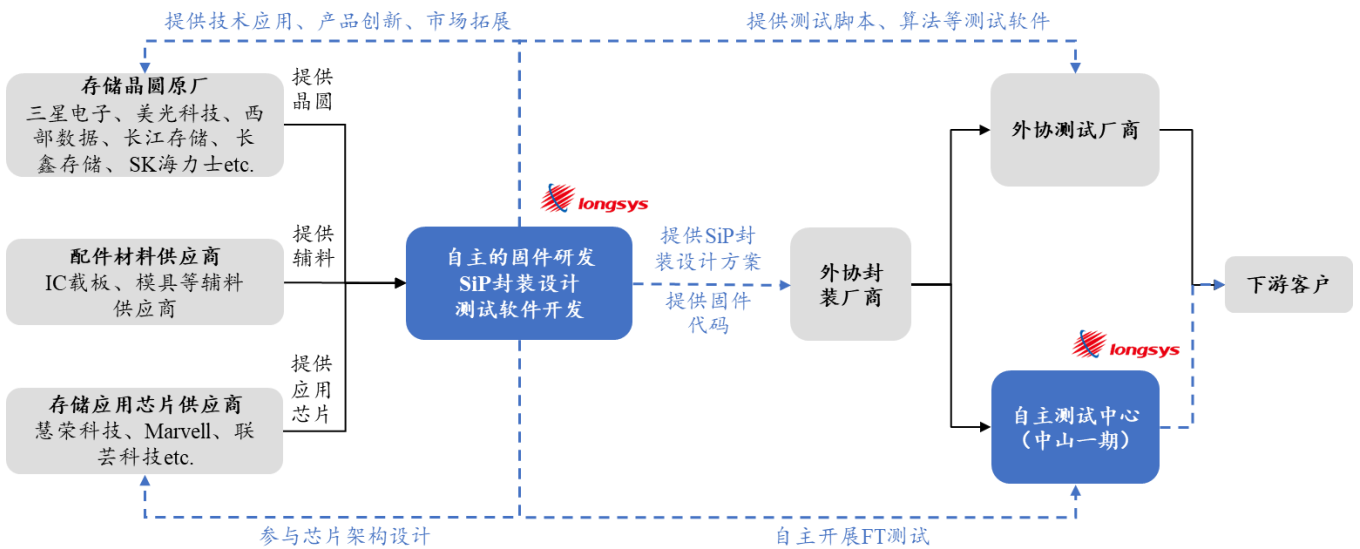 提供技术应用、产品创新、市场拓展
提供测试脚本、算法等测试软件
存储晶圆原厂
三星电子、美光科技、西
部数据、长江存储、长
鑫存储、SK海力士etc.
提供
晶圆
外协测试厂商
longsys
配件材料供应商
IC载板、模具等辅料
供应商
提供
辅料
自主的固件研发
SiP封装设计
测试软件开发
提供SiP封
装设计方案
提供固件
代码
外协封
装厂商
下游客户
longsys
存储应用芯片供应商
慧荣科技、Marvell、联
芸科技etc.
提供
应用
芯片
自主测试中心
（中山一期）
参与芯片架构设计
自主开展FT测试